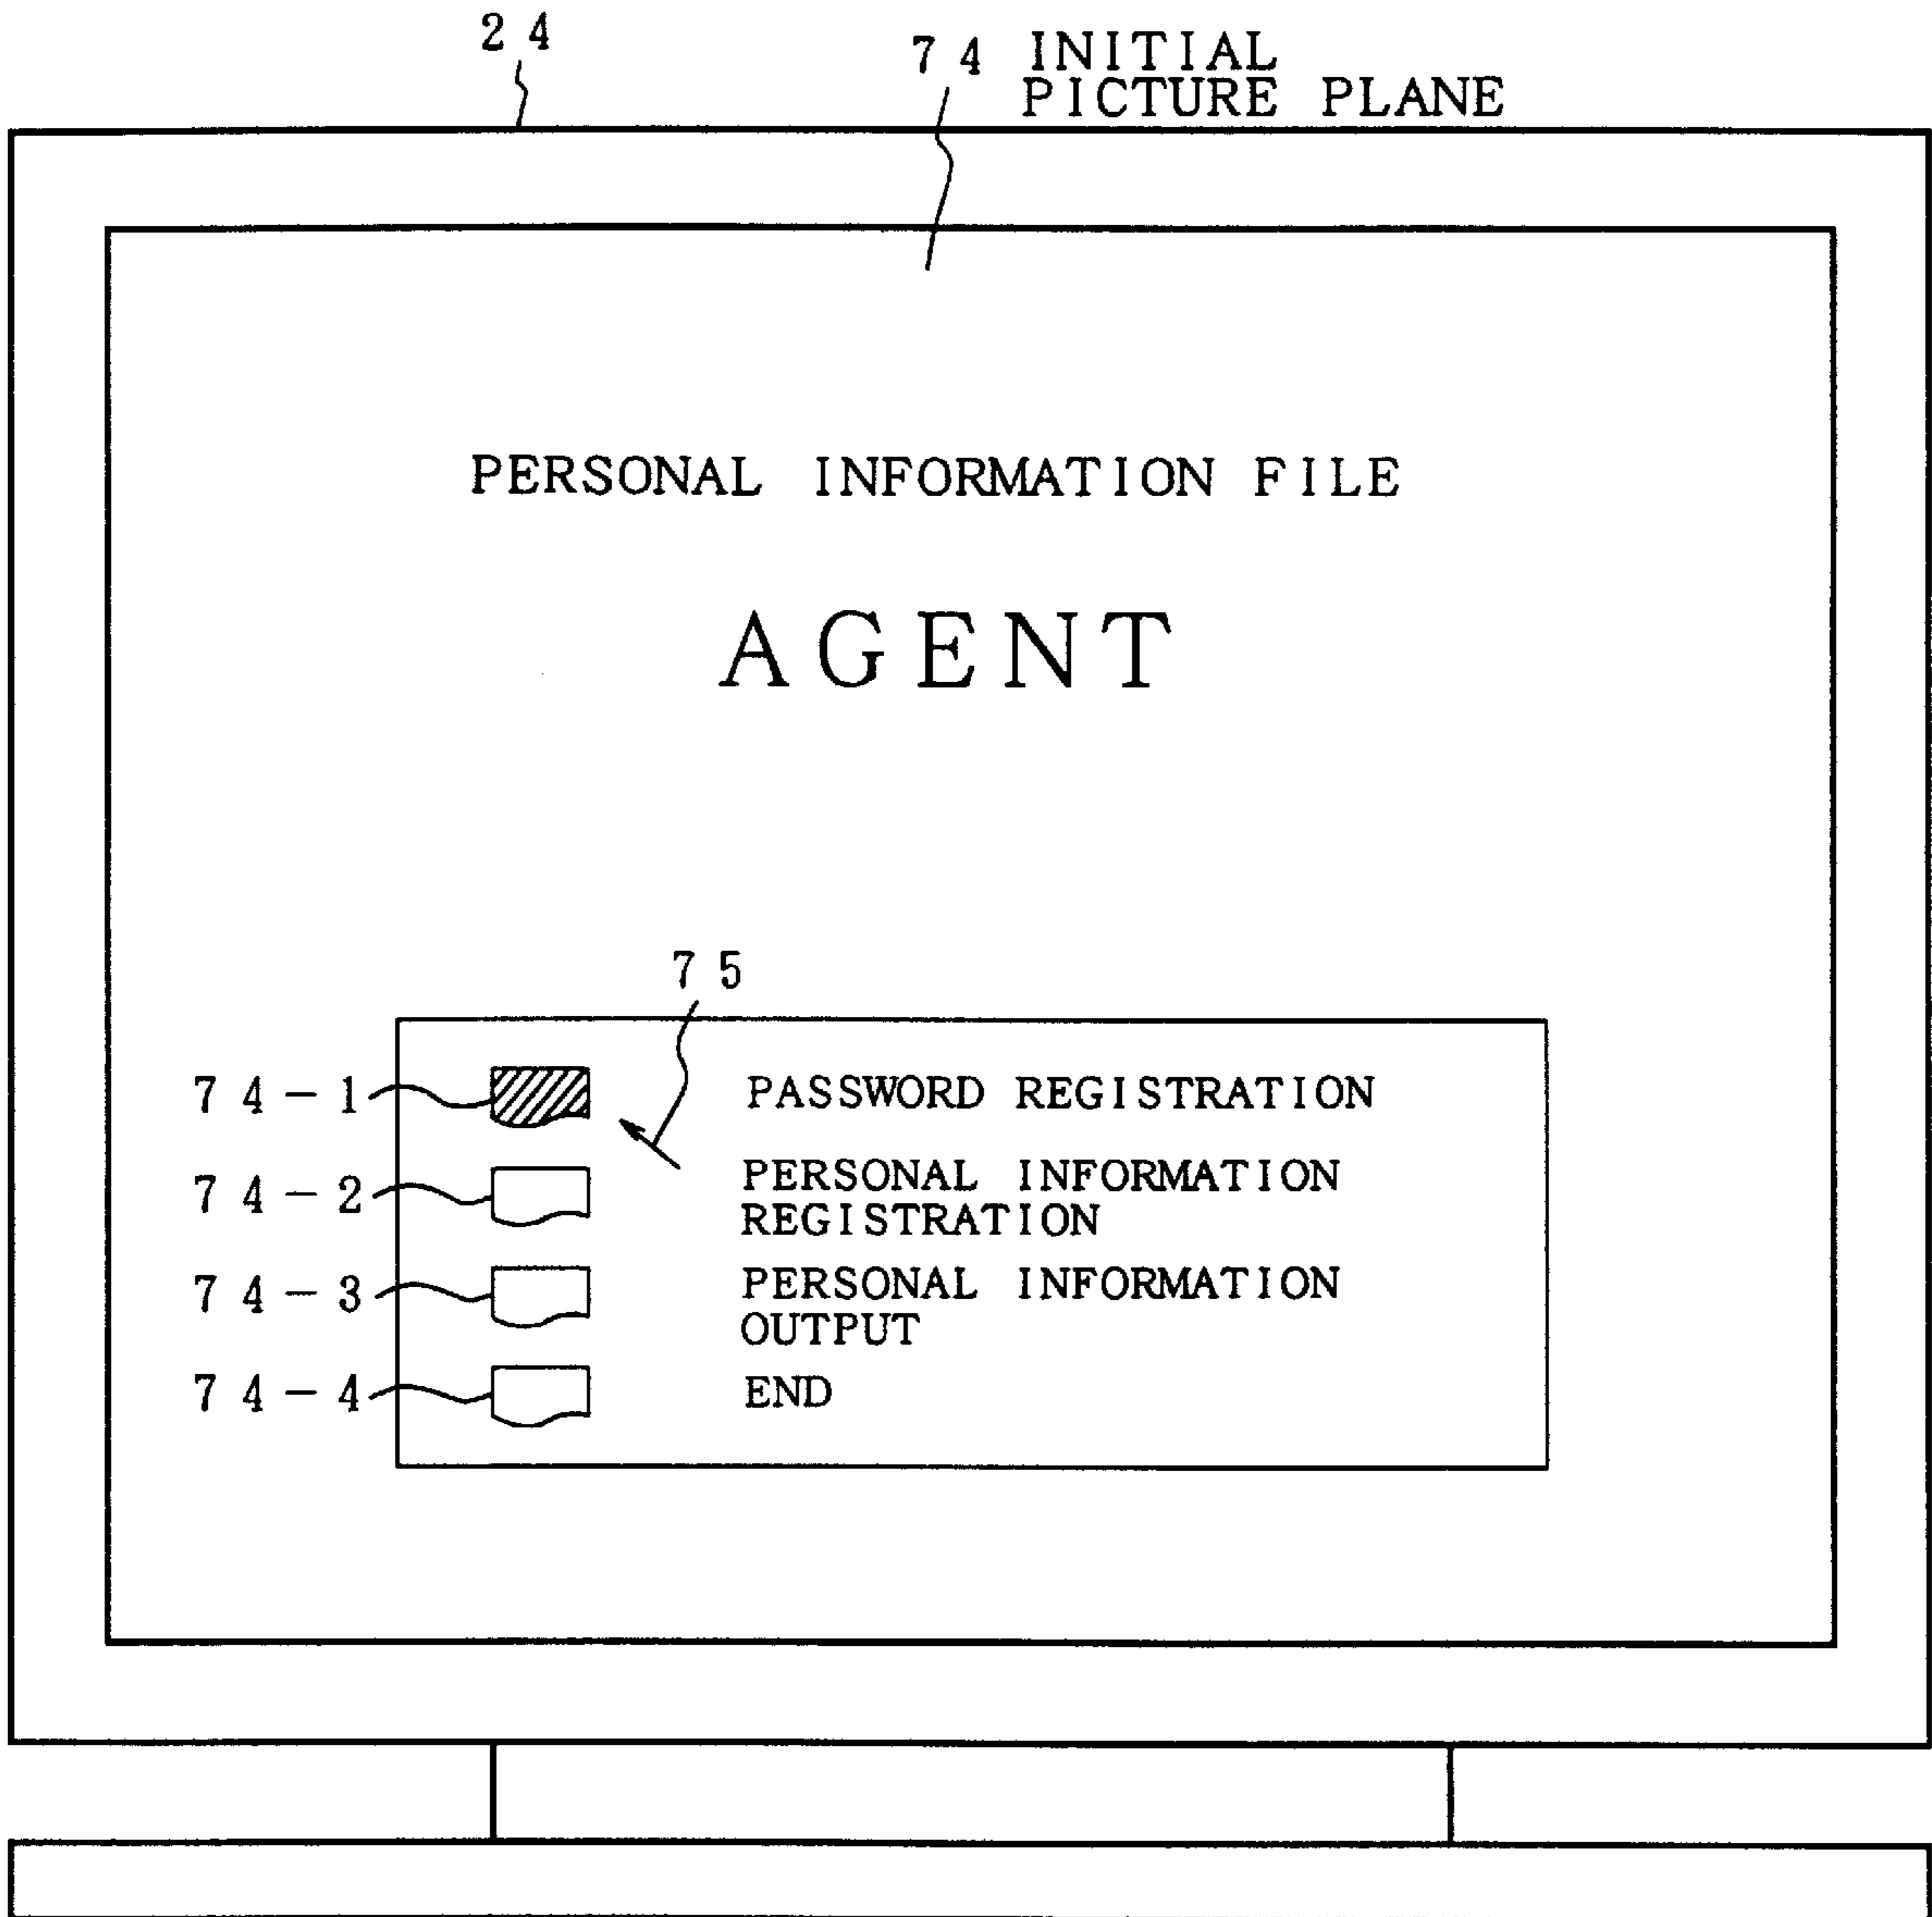 24
74 INITIAL
PICTURE PLANE
PERSONAL INFORMATION FILE
AGENT
75
74-1 PASSWORD REGISTRATION
74-2 PERSONAL INFORMATION
REGISTRATION
74-3 PERSONAL INFORMATION
OUTPUT
74-4 END